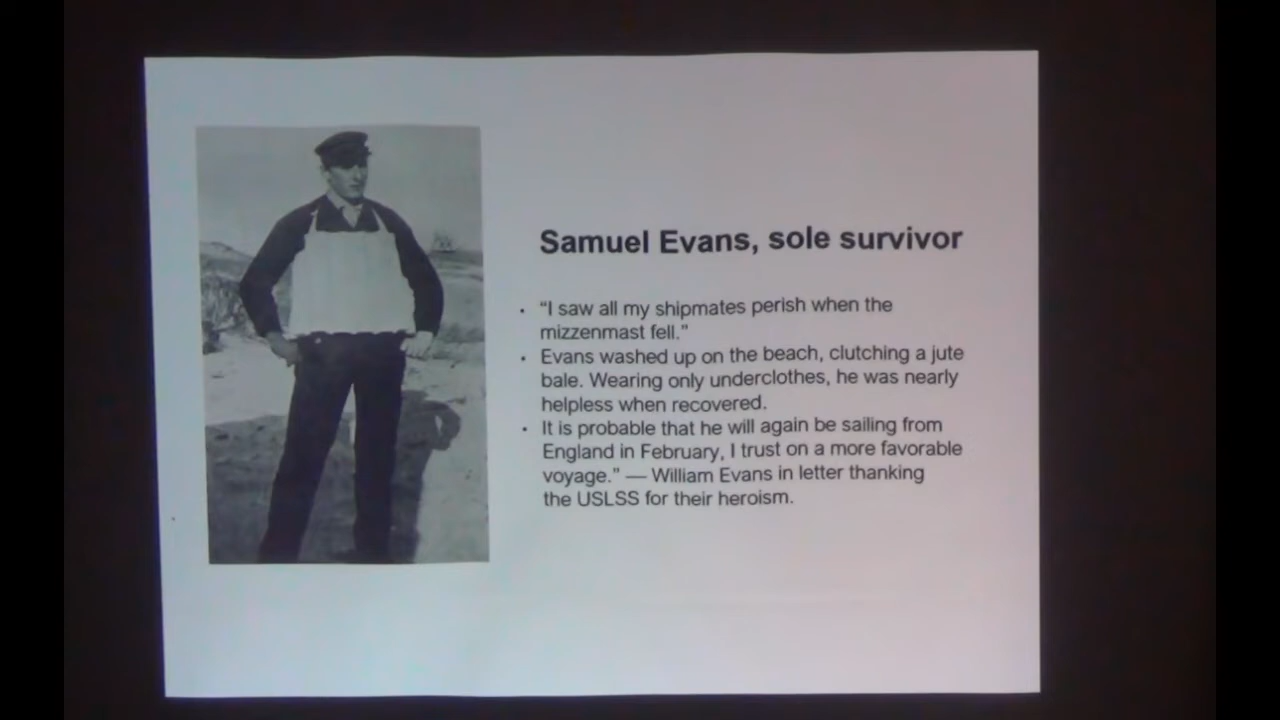 Samuel Evans, sole survivor
• “I saw all my shipmates perish when the
mizzenmast fell.”
• Evans washed up on the beach, clutching a jute
bale. Wearing only underclothes, he was nearly
helpless when recovered.
• It is probable that he will again be sailing from
England in February, I trust on a more favorable
voyage.” — William Evans in letter thanking
the USLSS for their heroism.